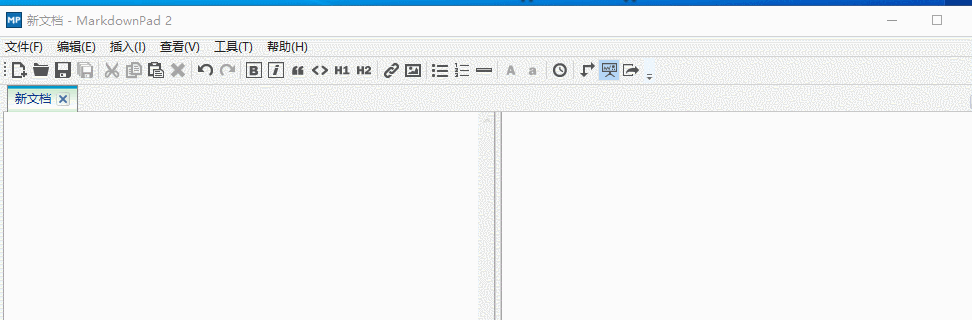 MP 新文档 - MarkdownPad 2
文件(F) 编辑(E) 插入(I) 查看(V) 工具(T) 帮助(H)
B i H1 H2 A a
新文档